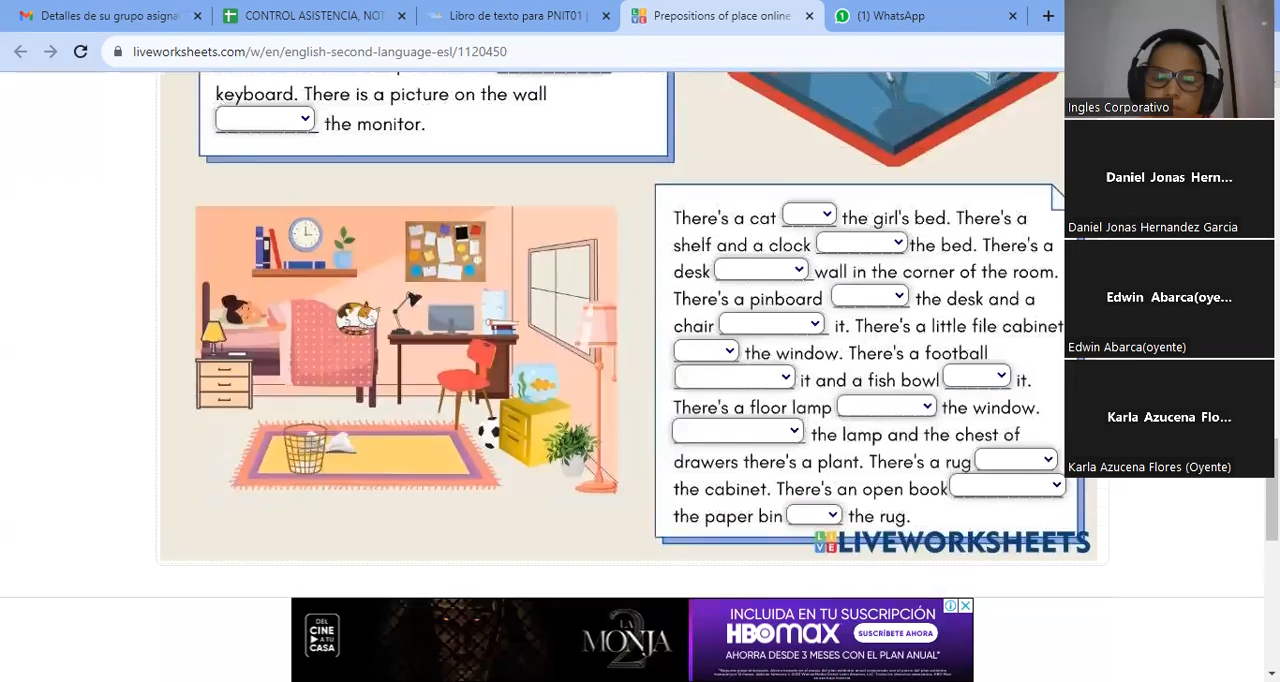 Detalles de su grupo asigna
CONTROL ASISTENCIA, NOT
Libro de texto para PNIT01 |
Prepositions of place online
(1) WhatsApp
liveworksheets.com/w/en/english-second-language-esl/1120450
keyboard. There is a picture on the wall
the monitor.
There's a cat the girl's bed. There's a
shelf and a clock the bed. There's a
desk wall in the corner of the room.
There's a pinboard the desk and a
chair it. There's a little file cabinet
the window. There's a football
it and a fish bowl it.
There's a floor lamp the window.
the lamp and the chest of
drawers there's a plant. There's a rug
the cabinet. There's an open book
the paper bin the rug.
LIVE LIVEWORKSHEETS
Ingles Corporativo
Daniel Jonas Hern...
Daniel Jonas Hernandez Garcia
Edwin Abarca(oye...
Edwin Abarca(oyente)
Karla Azucena Flo...
Karla Azucena Flores (Oyente)
DEL
CINE
A TU
CASA
LA
MONJA
2
INCLUIDA EN TU SUSCRIPCIÓN
HBOmax
SUSCRÍBETE AHORA
AHORRA DESDE 3 MESES CON EL PLAN ANUAL*